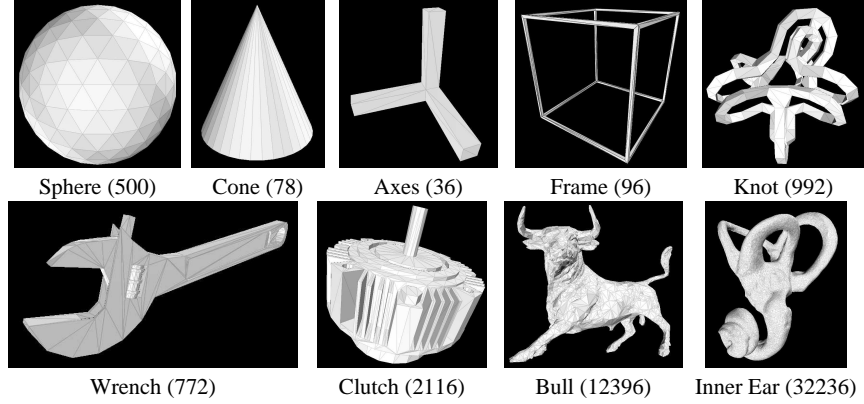 Sphere (500) Cone (78) Axes (36) Frame (96) Knot (992)
Wrench (772) Clutch (2116) Bull (12396) Inner Ear (32236)